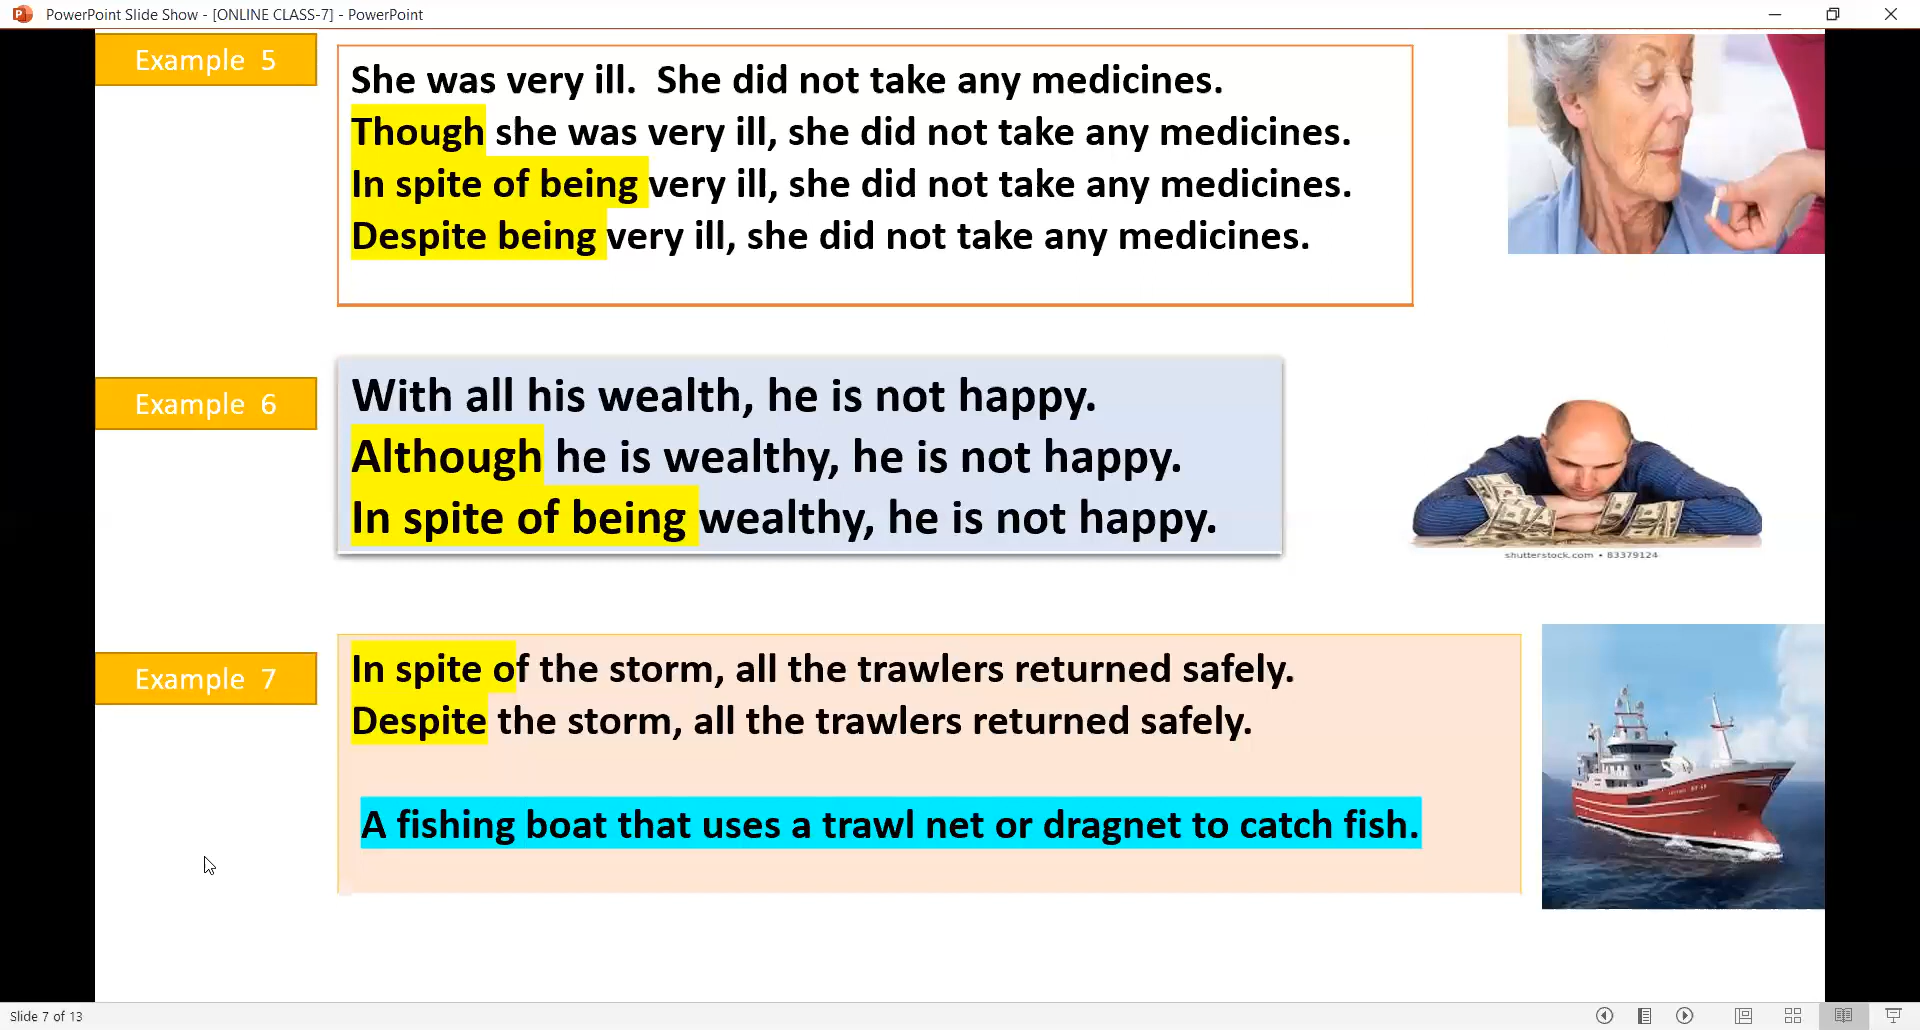 PowerPoint Slide Show - [ONLINE CLASS-7] - PowerPoint
Example 5
She was very ill. She did not take any medicines.
Though she was very ill, she did not take any medicines.
In spite of being very ill, she did not take any medicines.
Despite being very ill, she did not take any medicines.
Example 6
With all his wealth, he is not happy.
Although he is wealthy, he is not happy.
In spite of being wealthy, he is not happy.
shutterstock.com • 83379124
Example 7
In spite of the storm, all the trawlers returned safely.
Despite the storm, all the trawlers returned safely.
A fishing boat that uses a trawl net or dragnet to catch fish.
Slide 7 of 13